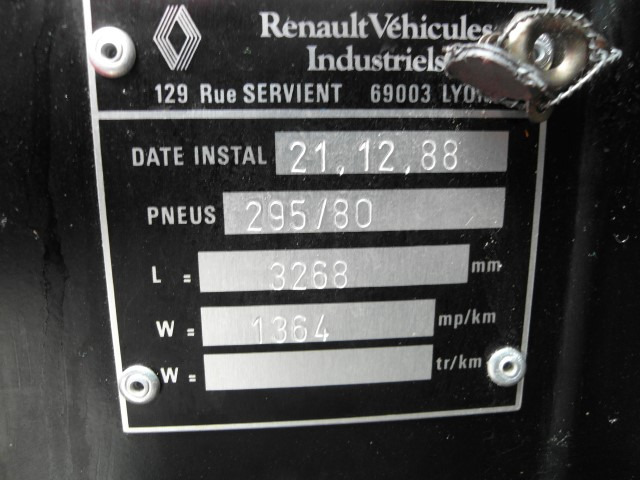 Renault Véhicules
Industriels
129 Rue SERVIENT 69003 LYON
DATE INSTAL 21,12,88
PNEUS 295/80
L = 3268 mm
W = 1364 mp/km
W = tr/km